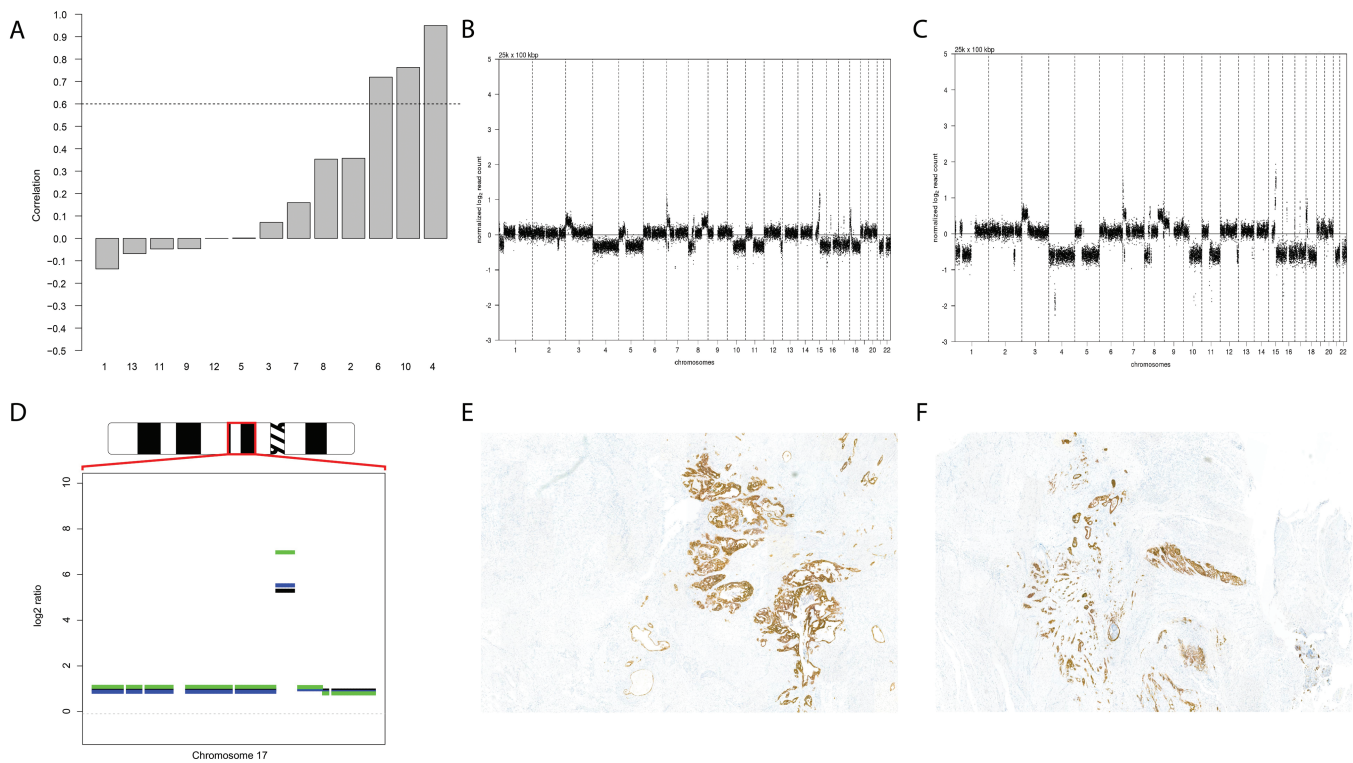 A
1.0
0.9
0.8
0.7
0.6
0.5
0.4
0.3
0.2
0.1
0.0
−0.1
−0.2
−0.3
−0.4
−0.5
Correlation
1 13 11 9 12 5 3 7 8 2 6 10 4
B
25k x 100 kbp
5
4
3
2
1
0
-1
-2
-3
normalized log2 read count
1 2 3 4 5 6 7 8 9 10 11 12 13 14 15 16 18 20 22
chromosomes
C
25k x 100 kbp
5
4
3
2
1
0
-1
-2
-3
normalized log2 read count
1 2 3 4 5 6 7 8 9 10 11 12 13 14 15 16 18 20 22
chromosomes
D
10
8
6
4
2
0
log2 ratio
Chromosome 17
E
F